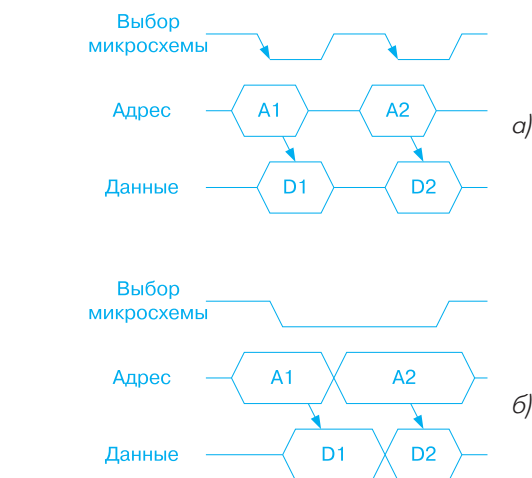 Выбор
микросхемы
Адрес A1 A2
а)
Данные D1 D2
Выбор
микросхемы
Адрес A1 A2
б)
Данные D1 D2